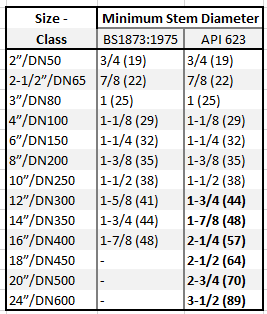 Size - Minimum Stem Diameter
Class BS1873:1975 API 623
2”/DN50 3/4 (19) 3/4 (19)
2-1/2”/DN65 7/8 (22) 7/8 (22)
3”/DN80 1 (25) 1 (25)
4”/DN100 1-1/8 (29) 1-1/8 (29)
6”/DN150 1-1/4 (32) 1-1/4 (32)
8”/DN200 1-3/8 (35) 1-3/8 (35)
10”/DN250 1-1/2 (38) 1-1/2 (38)
12”/DN300 1-5/8 (41) 1-3/4 (44)
14”/DN350 1-3/4 (44) 1-7/8 (48)
16”/DN400 1-7/8 (48) 2-1/4 (57)
18”/DN450 - 2-1/2 (64)
20”/DN500 - 2-3/4 (70)
24”/DN600 - 3-1/2 (89)